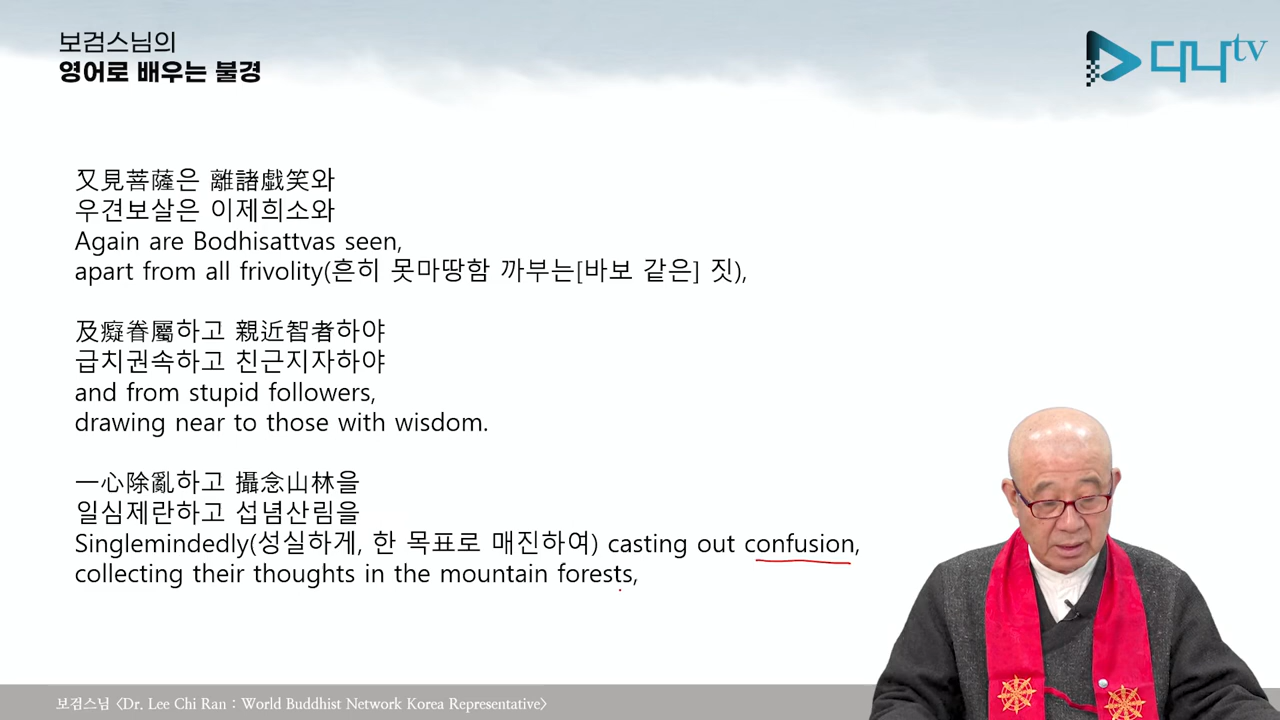 보검스님의
영어로 배우는 불경
다나tv
又見菩薩은 離諸戱笑와
우견보살은 이제희소와
Again are Bodhisattvas seen,
apart from all frivolity(흔히 못마땅함 까부는[바보 같은] 짓),
及癡眷屬하고 親近智者하야
급치권속하고 친근지자하야
and from stupid followers,
drawing near to those with wisdom.
一心除亂하고 攝念山林을
일심제란하고 섭념산림을
Singlemindedly(성실하게, 한 목표로 매진하여) casting out confusion,
collecting their thoughts in the mountain forests,
보검스님 <Dr. Lee Chi Ran : World Buddhist Network Korea Representative>